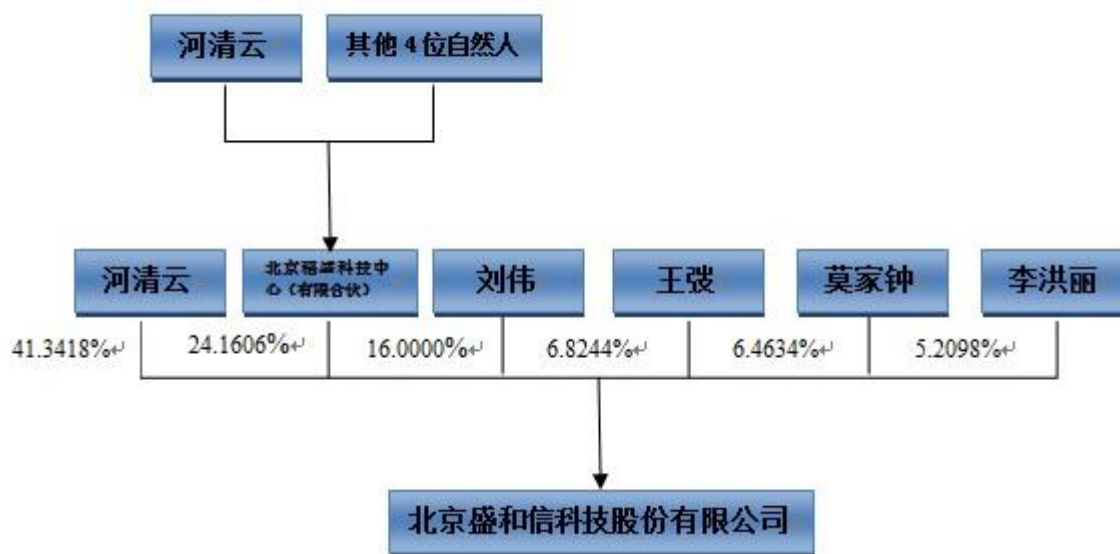 河清云
其他 4 位自然人
河清云
北京科技中
心（有限合伙）
刘伟
王弢
莫家钟
李洪丽
41.3418%
24.1606%
16.0000%
6.8244%
6.4634%
5.2098%
北京盛和信科技股份有限公司